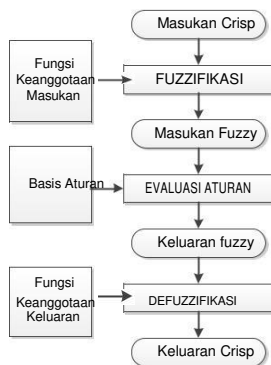 Masukan Crisp
Fungsi
Keanggotaan
Masukan
FUZZIFIKASI
Masukan Fuzzy
Basis Aturan
EVALUASI ATURAN
Keluaran fuzzy
Fungsi
Keanggotaan
Keluaran
DEFUZZIFIKASI
Keluaran Crisp